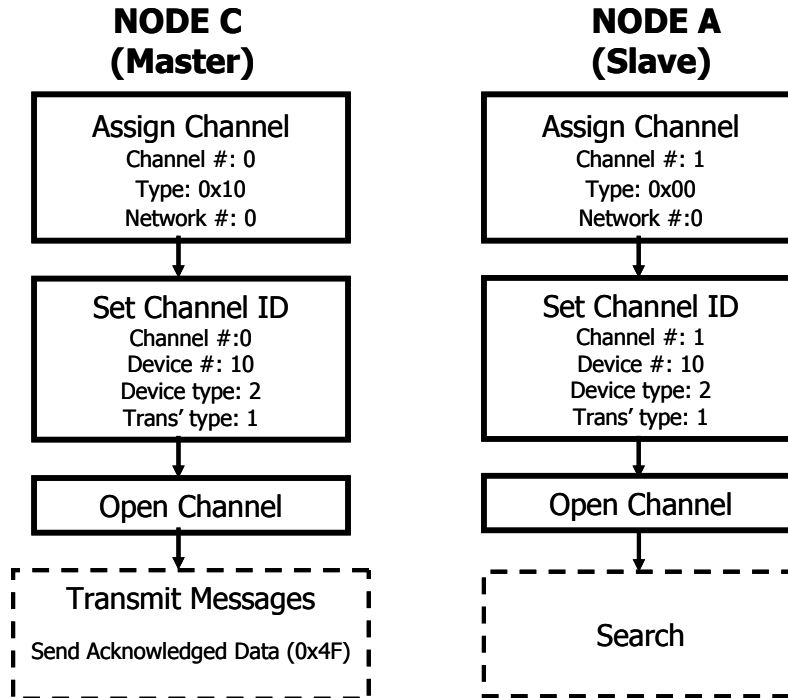 NODE C
(Master)
Assign Channel
Channel #: 0
Type: 0x10
Network #: 0
Set Channel ID
Channel #:0
Device #: 10
Device type: 2
Trans’ type: 1
Open Channel
Transmit Messages
Send Acknowledged Data (0x4F)
NODE A
(Slave)
Assign Channel
Channel #: 1
Type: 0x00
Network #:0
Set Channel ID
Channel #: 1
Device #: 10
Device type: 2
Trans’ type: 1
Open Channel
Search